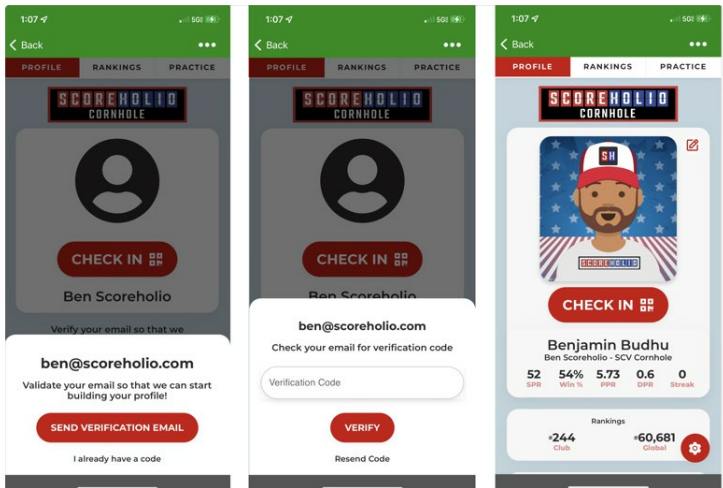 1:07
5GE
Back
PROFILE RANKINGS PRACTICE
SCOREHOLIO
CORNHOLE
CHECK IN
Ben Scoreholio
Verify your email so that we
ben@scoreholio.com
Validate your email so that we can start
building your profile!
SEND VERIFICATION EMAIL
I already have a code
1:07
5GE
Back
PROFILE RANKINGS PRACTICE
SCOREHOLIO
CORNHOLE
CHECK IN
Ben Scoreholio
ben@scoreholio.com
Check your email for verification code
Verification Code
VERIFY
Resend Code
1:07
5GE
Back
PROFILE RANKINGS PRACTICE
SCOREHOLIO
CORNHOLE
SH
SCOREHOLIO
CHECK IN
Benjamin Budhu
Ben Scoreholio - SCV Cornhole
52 54% 5.73 0.6 0
SPR Win % PPR DPR Streak
Rankings
#244 #60,681
Club Global